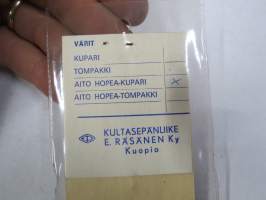 VÄRIT
KUPARI
TOMPAKKI
AITO HOPEA-KUPARI x
AITO HOPEA-TOMPAKKI
KULTASEPÄNLIIKE
E. RÄSÄNEN Ky
Kuopio